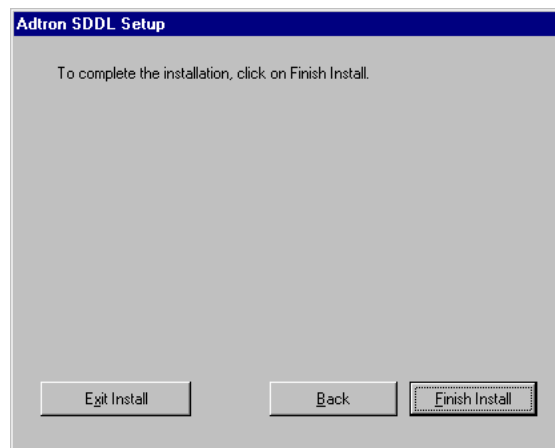 Adtron SDDL Setup
To complete the installation, click on Finish Install.
Exit Install Back Finish Install